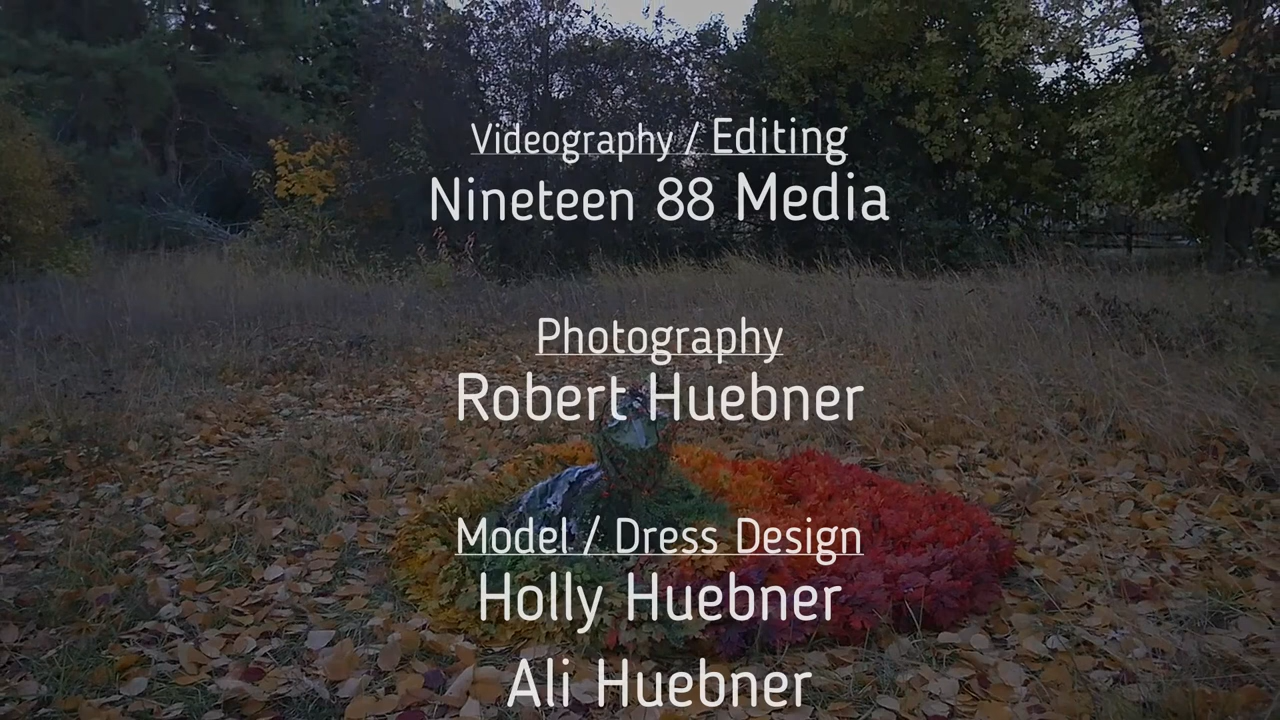 Videography / Editing
Nineteen 88 Media
Photography
Robert Huebner
Model / Dress Design
Holly Huebner
Ali Huebner